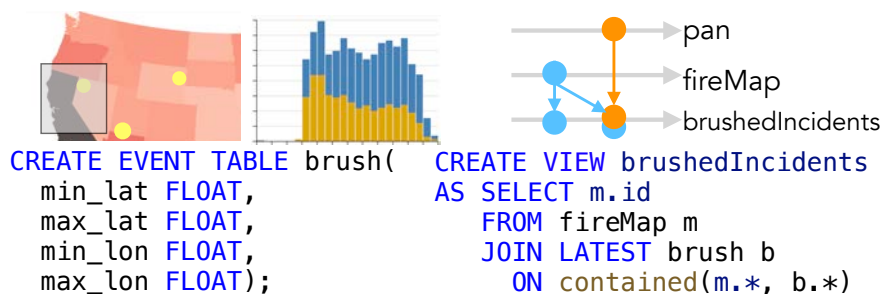 pan
fireMap
brushedIncidents
CREATE EVENT TABLE brush(
min_lat FLOAT,
max_lat FLOAT,
min_lon FLOAT,
max_lon FLOAT);
CREATE VIEW brushedIncidents
AS SELECT m.id
FROM fireMap m
JOIN LATEST brush b
ON contained(m.*, b.*)